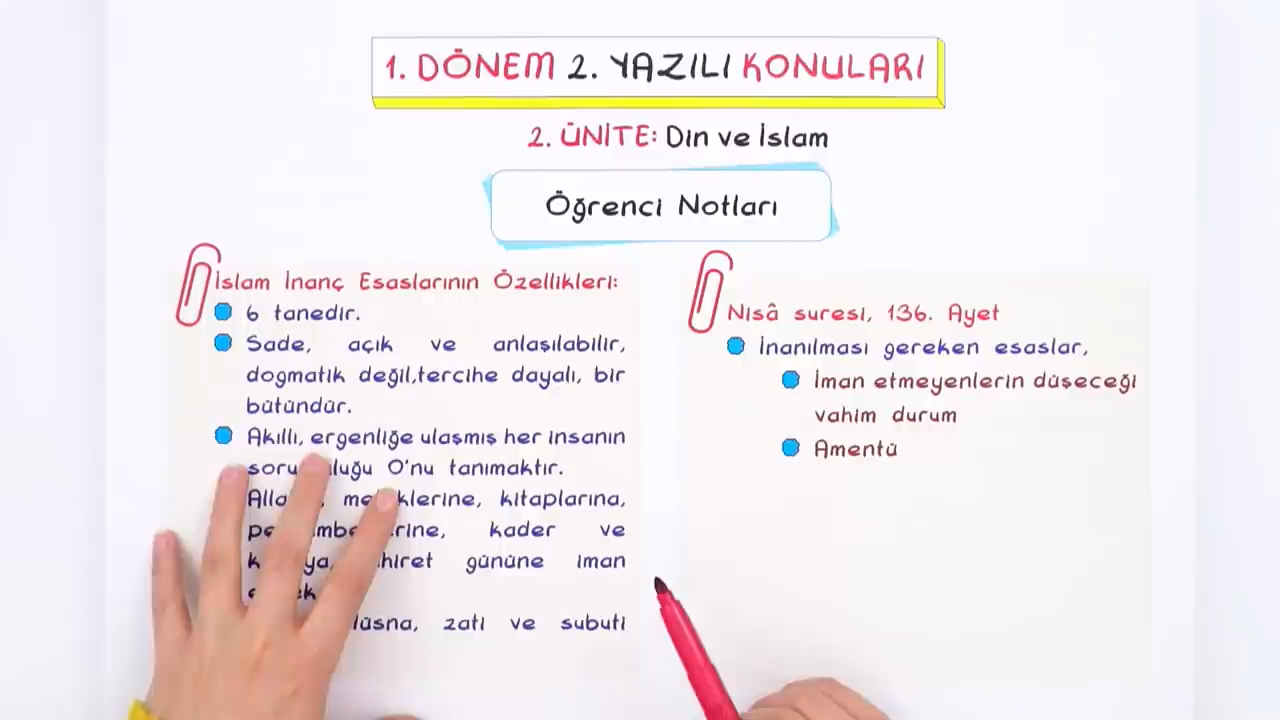 1. DÖNEM 2. YAZILI KONULARI
2. ÜNİTE: Din ve İslam
Öğrenci Notları
İslam İnanç Esaslarının Özellikleri:
6 tanedir.
Sade, açık ve anlaşılabilir,
dogmatik değil,tercihe dayalı, bir
bütündür.
Akıllı, ergenliğe ulaşmış her insanın
O'nu tanımaktır.
kitaplarına,
kader ve
gününe iman
zati ve subuti
Nisâ suresi, 136. Ayet
İnanılması gereken esaslar,
İman etmeyenlerin düşeceği
vahim durum
Amentü